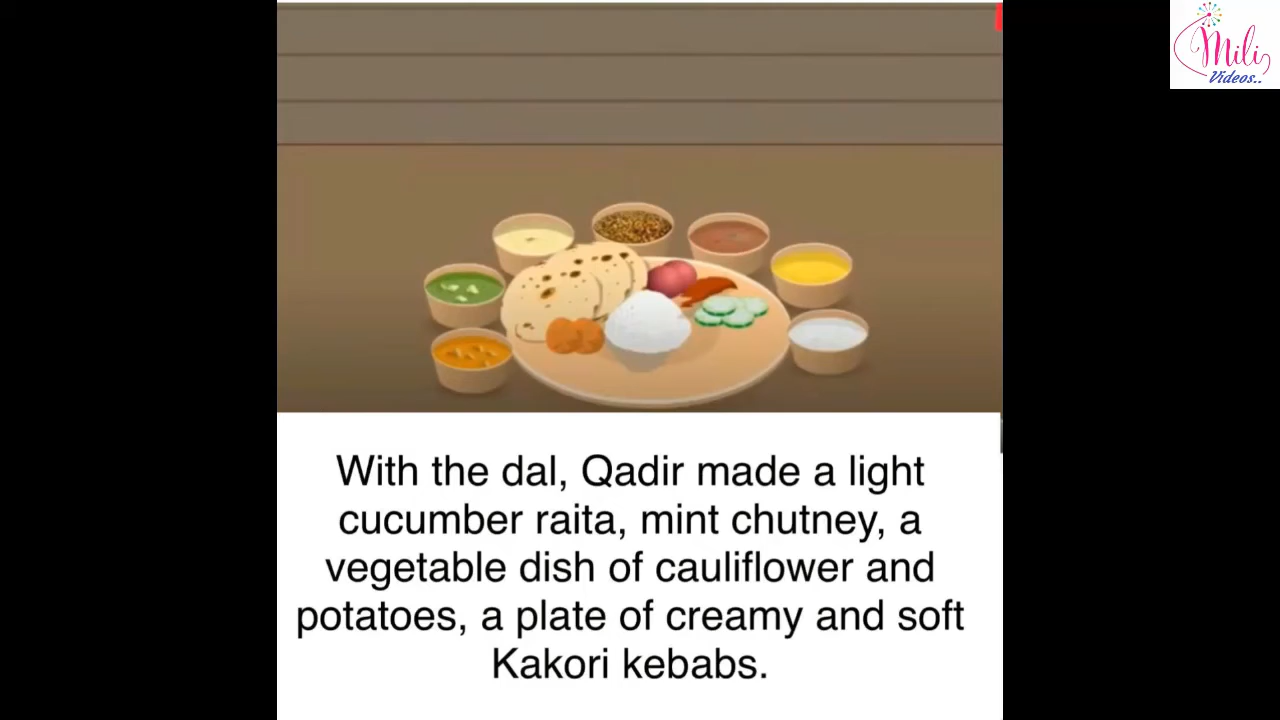 Mili
Videos..
With the dal, Qadir made a light
cucumber raita, mint chutney, a
vegetable dish of cauliflower and
potatoes, a plate of creamy and soft
Kakori kebabs.